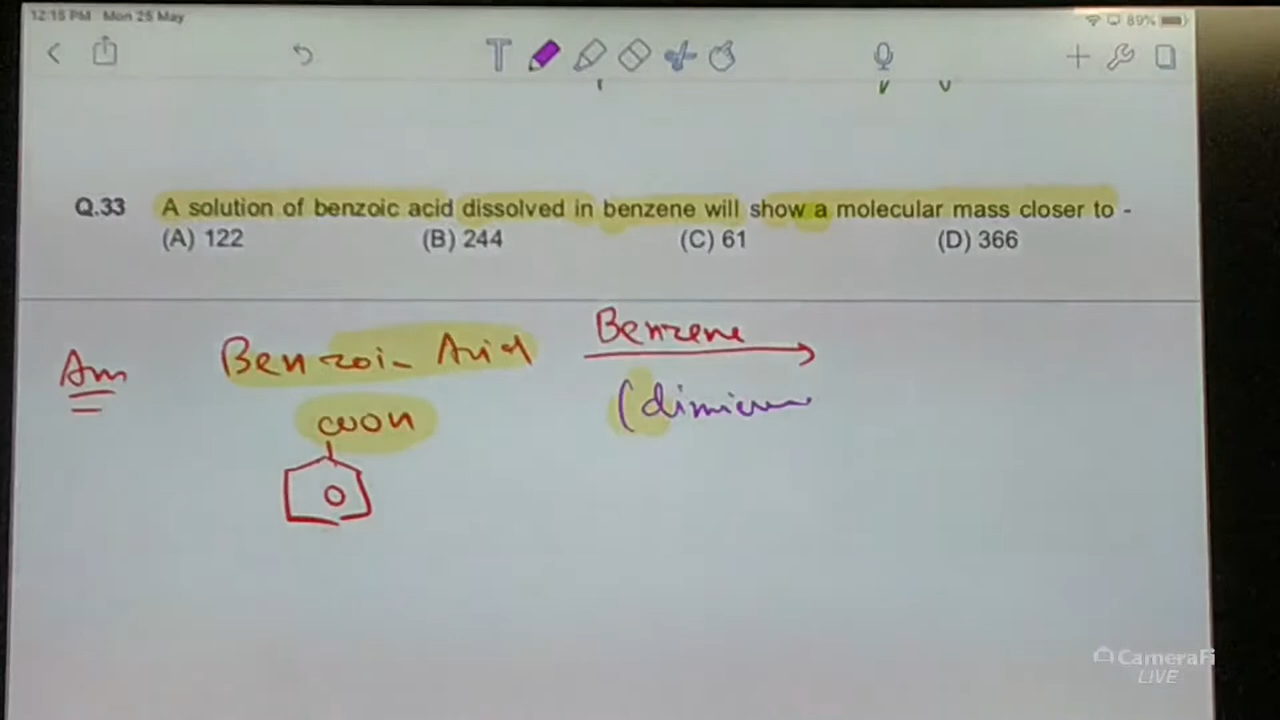 12:15 PM Mon 25 May
89%
T
Q.33 A solution of benzoic acid dissolved in benzene will show a molecular mass closer to -
(A) 122 (B) 244 (C) 61 (D) 366
Benzene
Ans Benzoic Acid
(dimer
COOH
CameraFi
LIVE